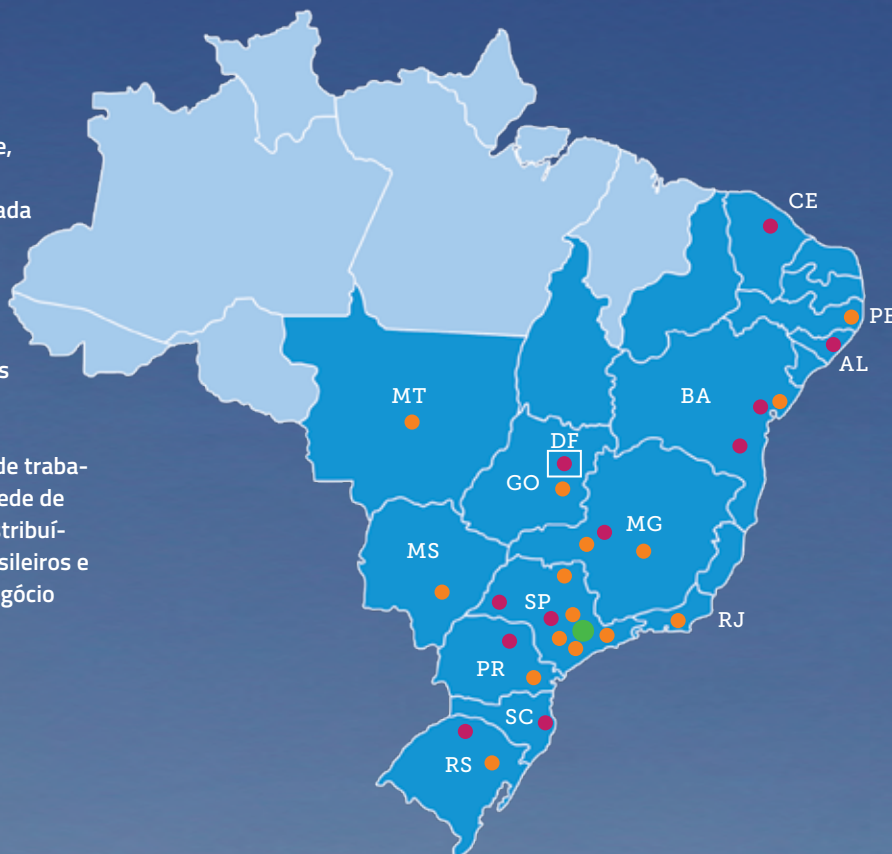 e,
ada
s
de traba-
ede de
stribuí-
sileiros e
gócio
CE
PE
AL
MT
BA
DF
GO
MG
MS
SP
RJ
PR
SC
RS